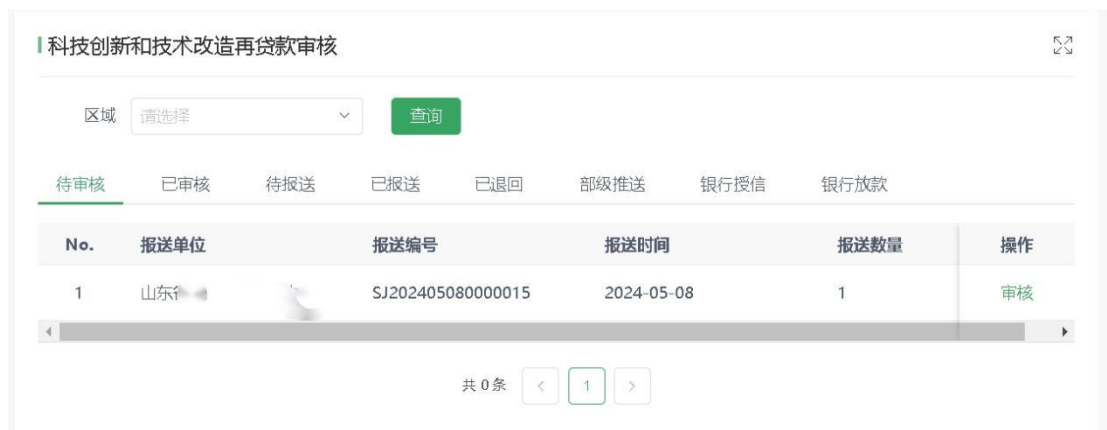 科技创新和技术改造再贷款审核
区域 请选择 查询
待审核 已审核 待报送 已报送 已退回 部级推送 银行授信 银行放款
No. 报送单位 报送编号 报送时间 报送数量 操作
1 山东 SJ202405080000015 2024-05-08 1 审核
共 0 条 1